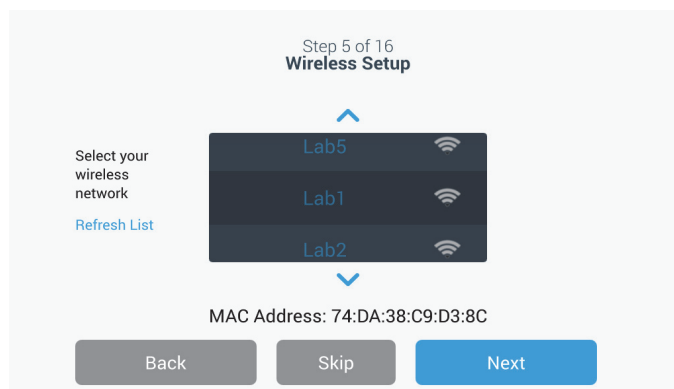 Step 5 of 16
Wireless Setup
Select your
wireless
network
Refresh List
Lab5
Lab1
Lab2
MAC Address: 74:DA:38:C9:D3:8C
Back
Skip
Next